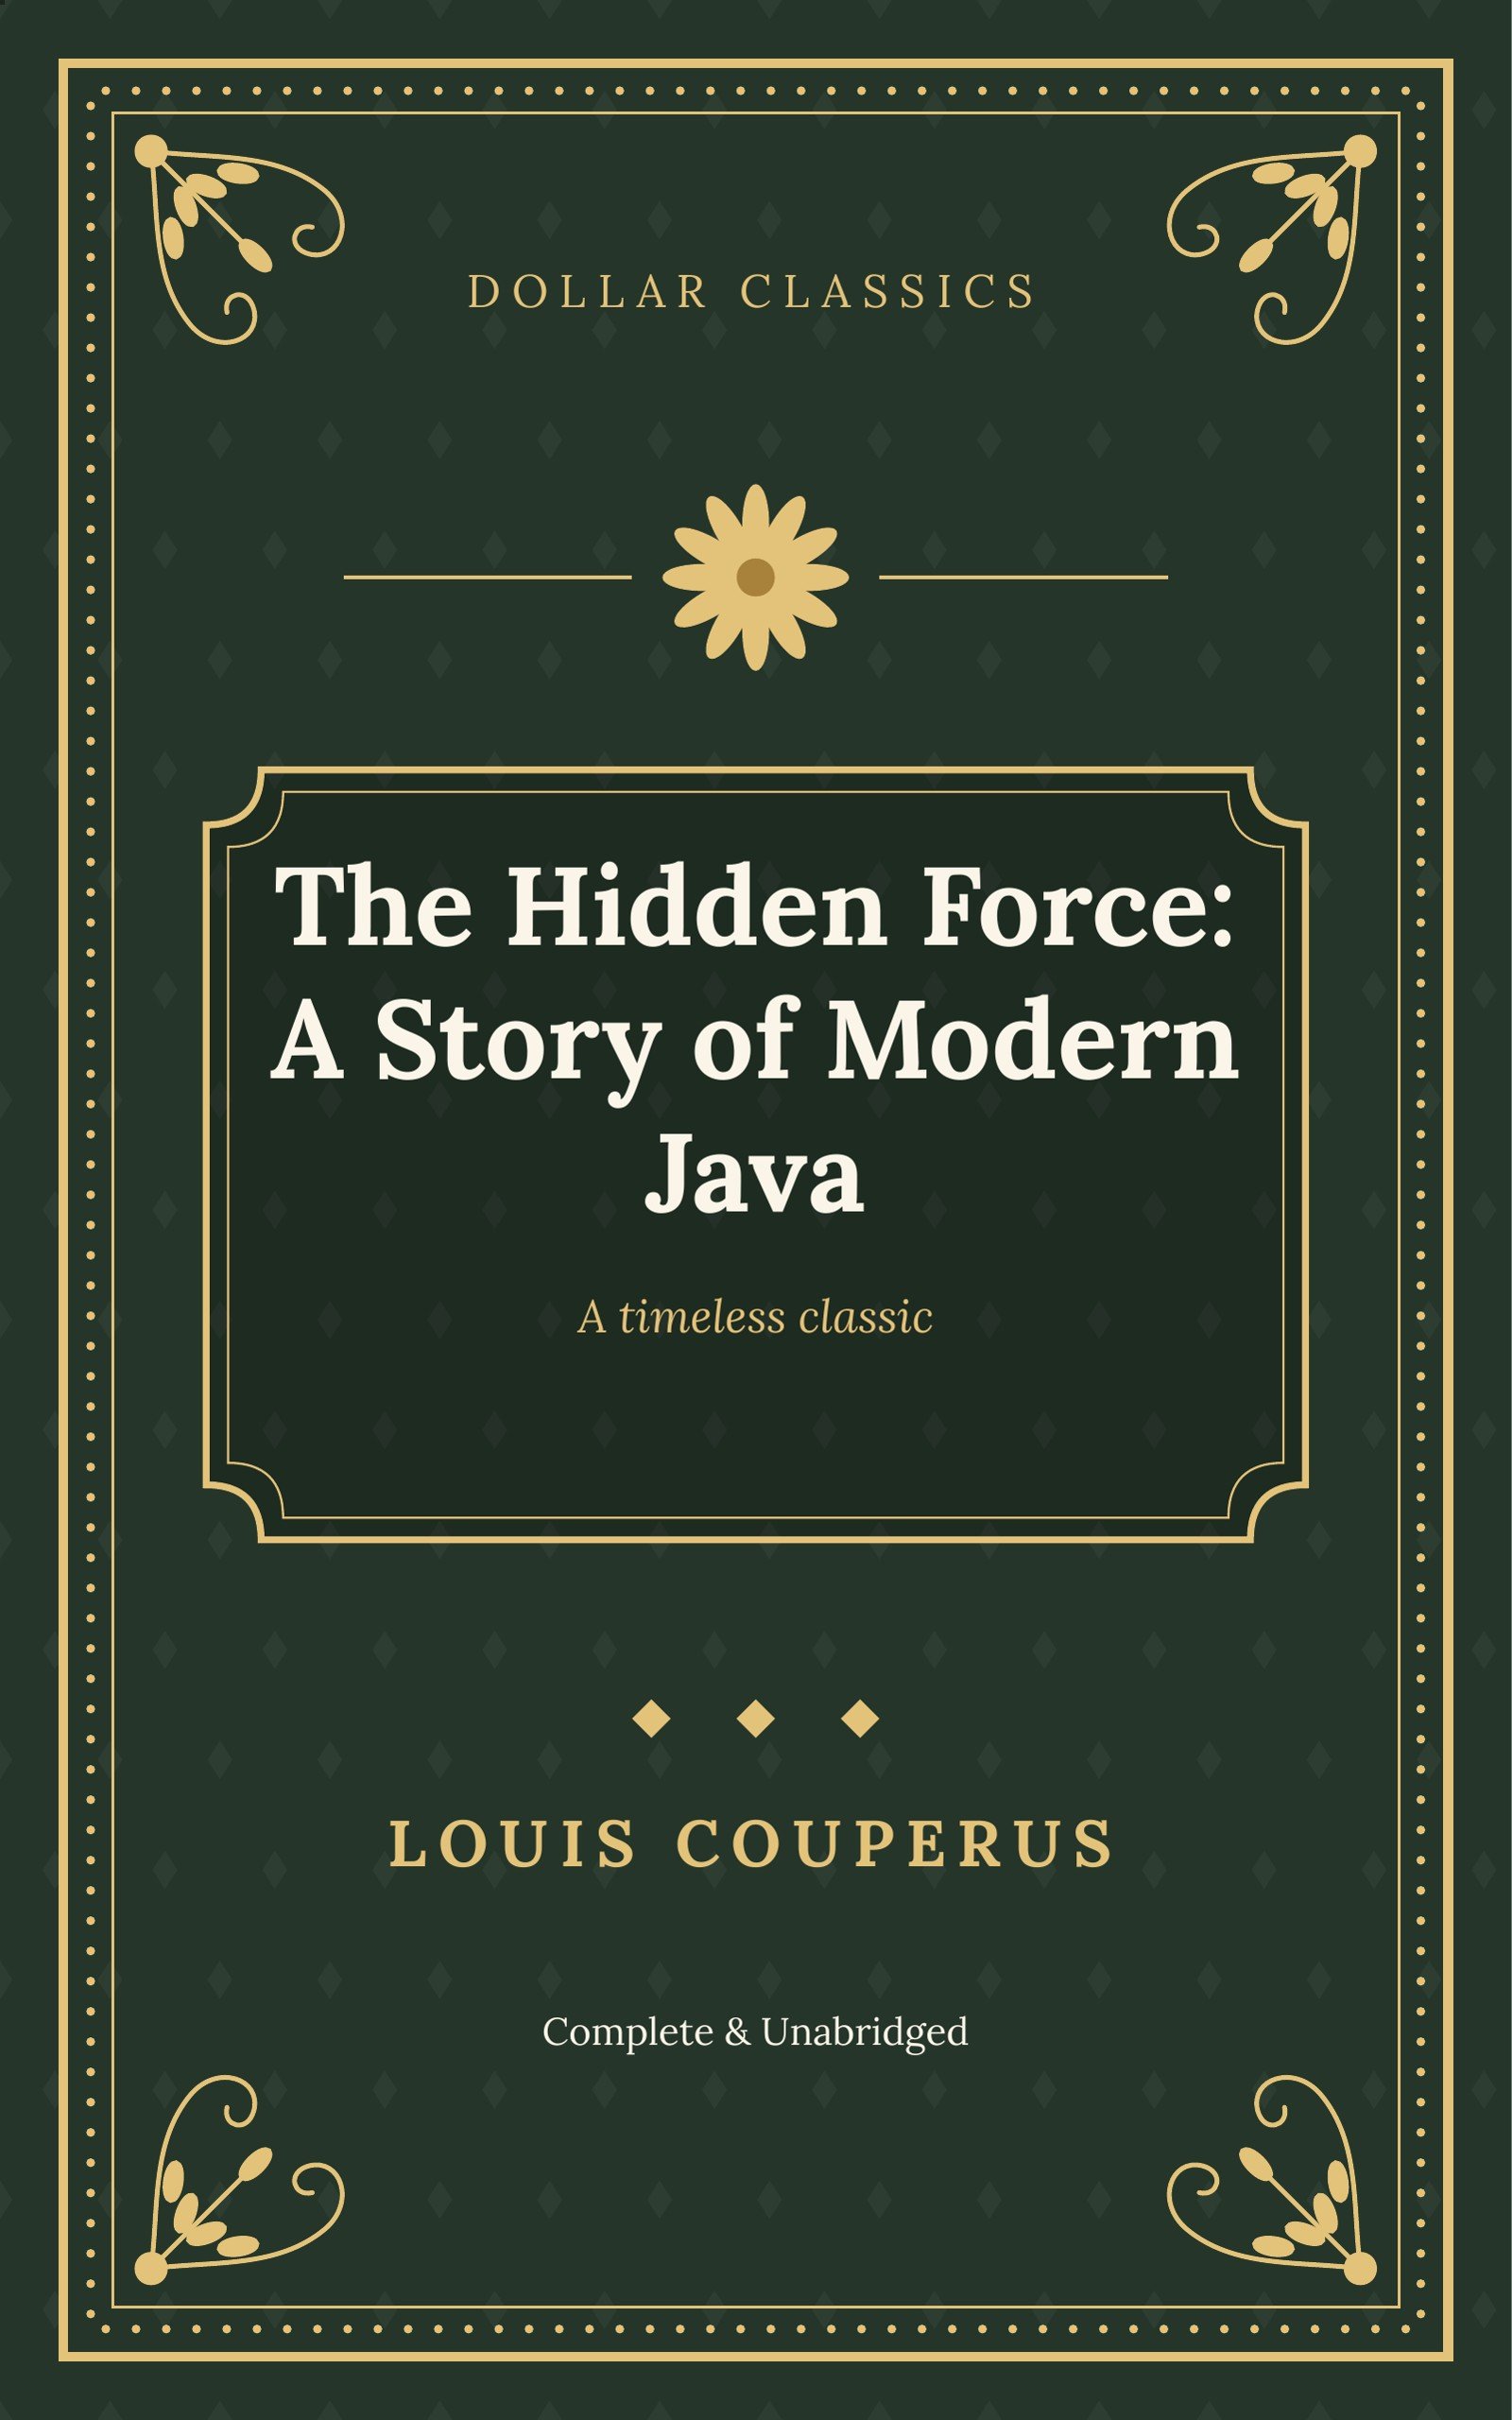 DOLLAR CLASSICS
The Hidden Force:
A Story of Modern
Java
A timeless classic
LOUIS COUPERUS
Complete & Unabridged